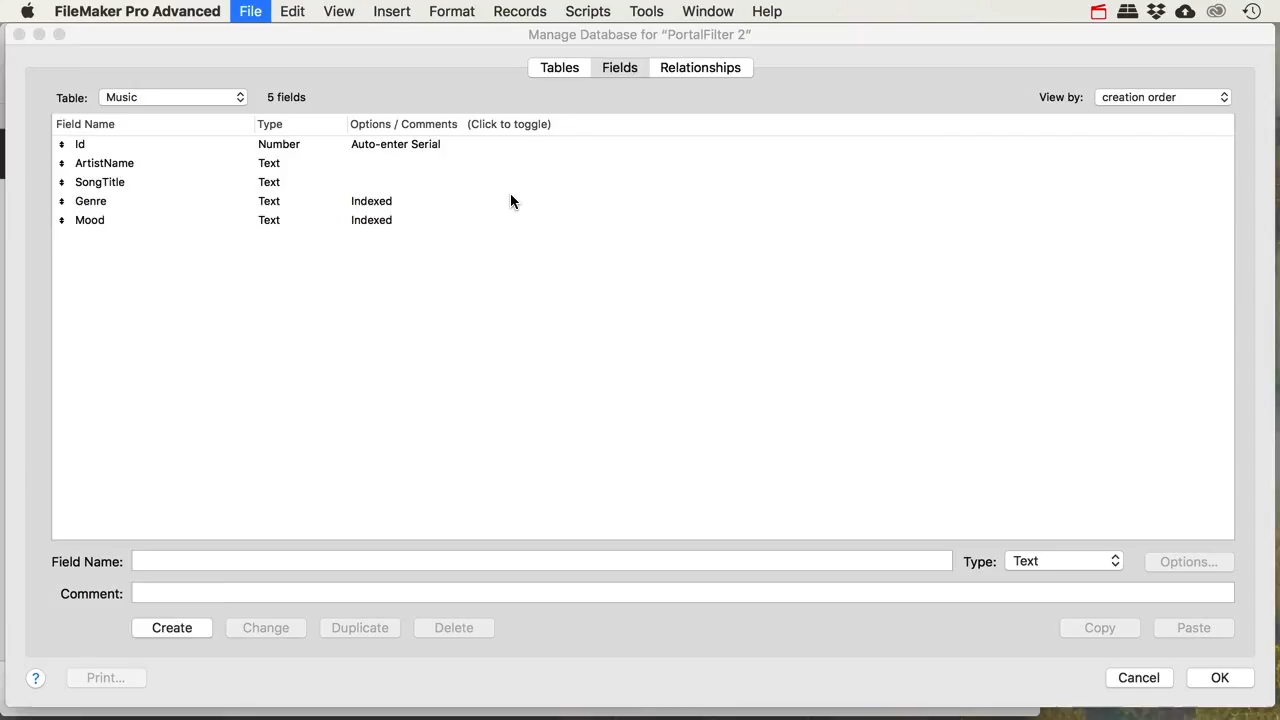 FileMaker Pro Advanced File Edit View Insert Format Records Scripts Tools Window Help
Manage Database for “PortalFilter 2”
Tables Fields Relationships
Table: Music 5 fields View by: creation order
Field Name Type Options / Comments (Click to toggle)
Id Number Auto-enter Serial
ArtistName Text
SongTitle Text
Genre Text Indexed
Mood Text Indexed
Field Name: Type: Text Options...
Comment:
Create Change Duplicate Delete Copy Paste
? Print... Cancel OK